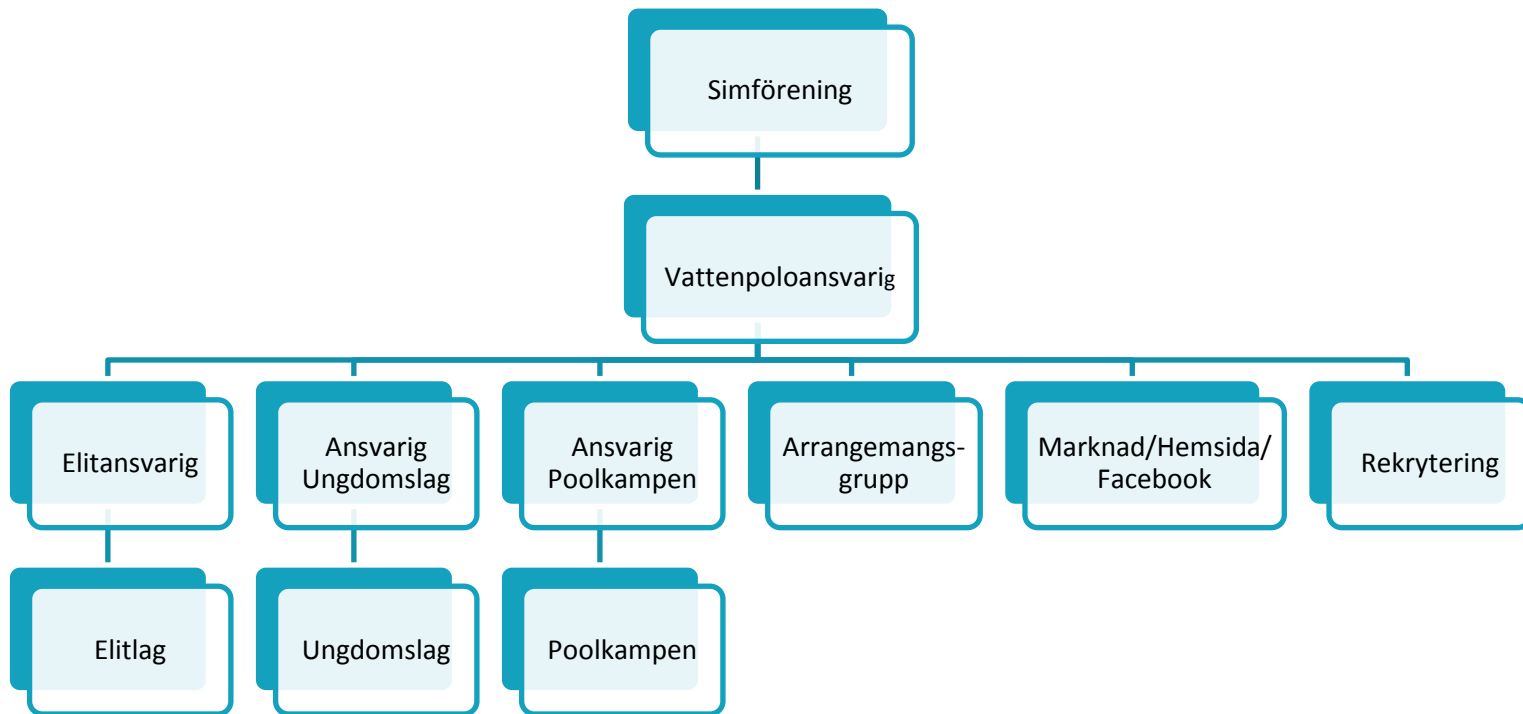 Simförening
Vattenpoloansvarig
Elitansvarig
Ansvarig
Ungdomslag
Ansvarig
Poolkampen
Arrangemangs-
grupp
Marknad/Hemsida/
Facebook
Rekrytering
Elitlag
Ungdomslag
Poolkampen